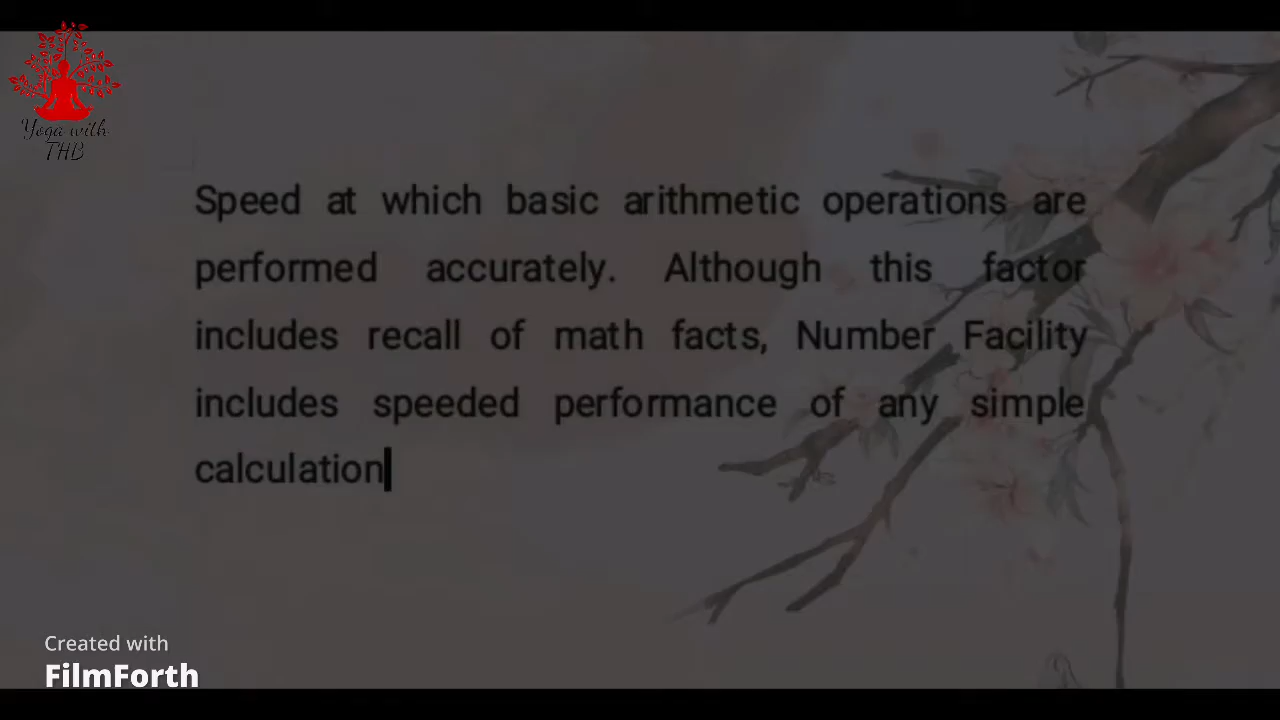 Yoga with
THB
Speed at which basic arithmetic operations are
performed accurately. Although this factor
includes recall of math facts, Number Facility
includes speeded performance of any simple
calculation
Created with
FilmForth